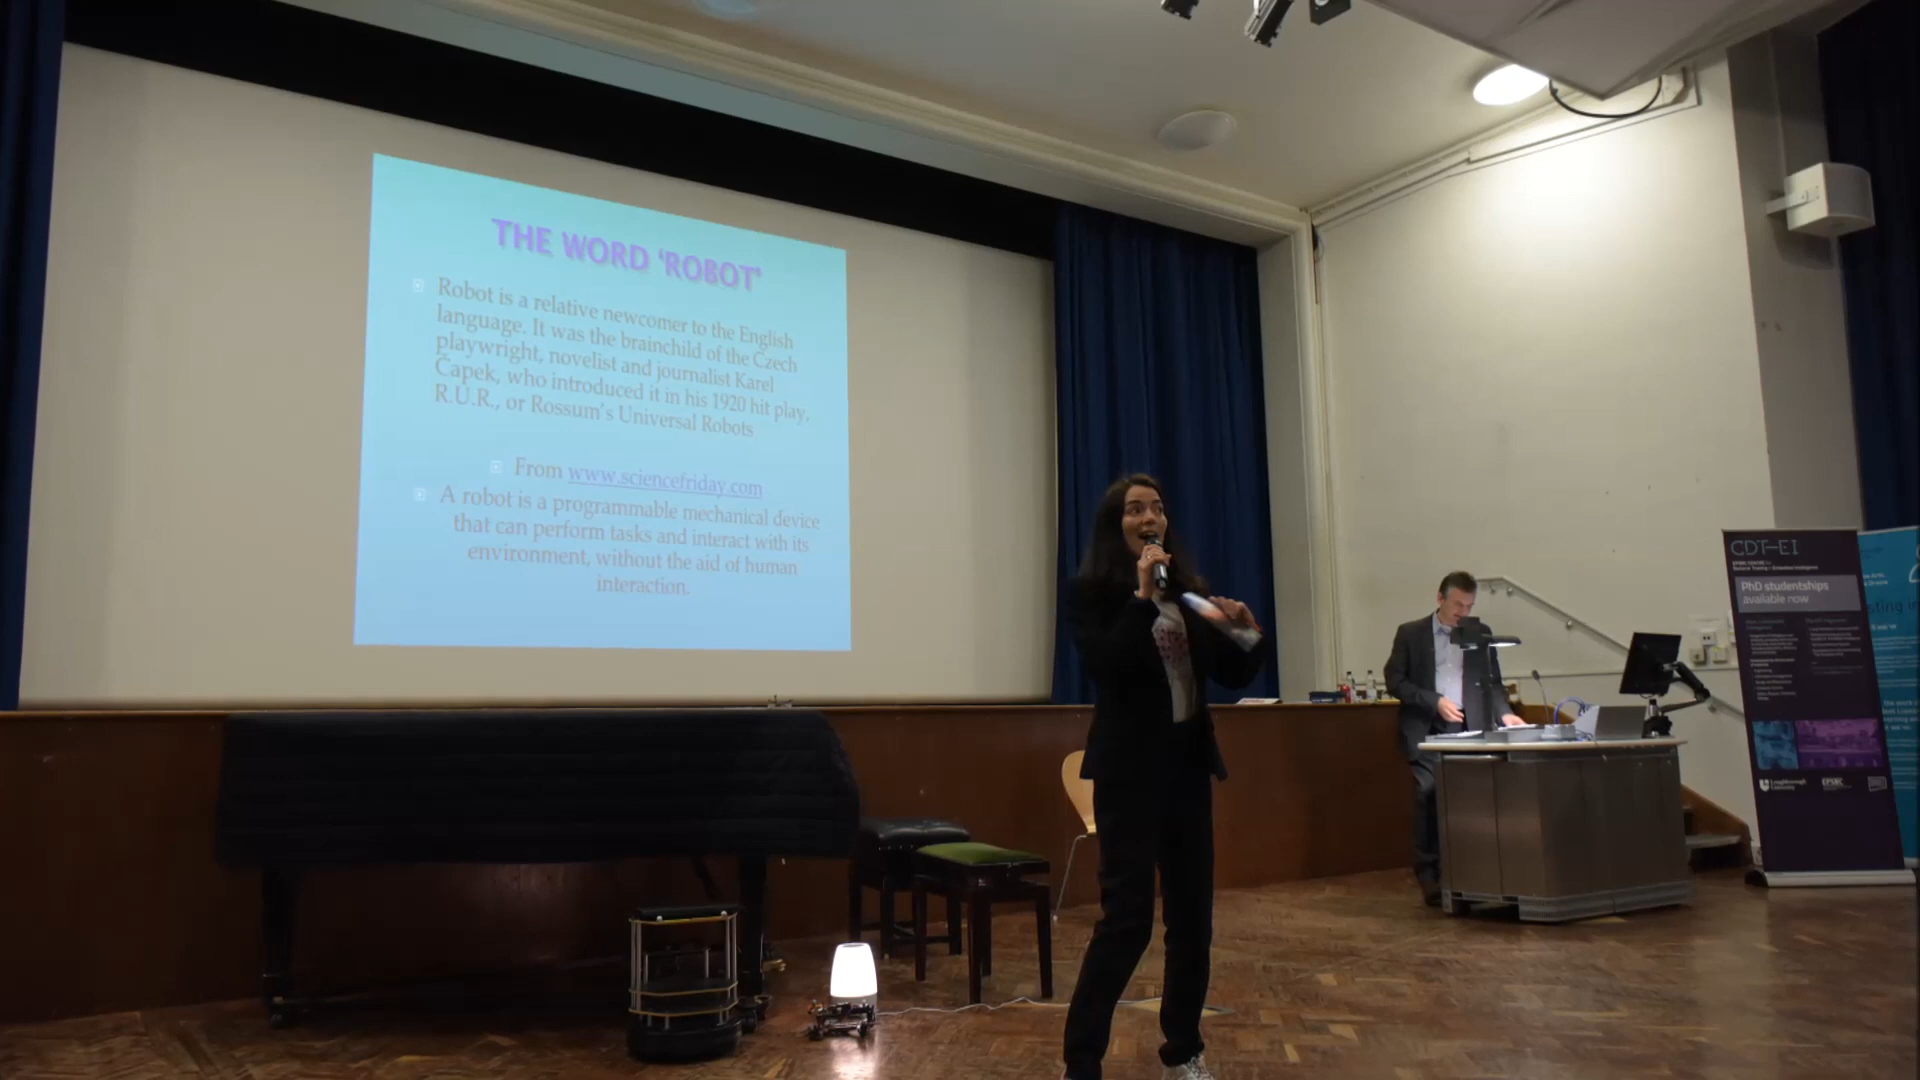 THE WORD 'ROBOT'
Robot is a relative newcomer to the English
language. It was the brainchild of the Czech
playwright, novelist and journalist Karel
Čapek, who introduced it in his 1920 hit play,
R.U.R., or Rossum's Universal Robots
From www.sciencefriday.com
A robot is a programmable mechanical device
that can perform tasks and interact with its
environment, without the aid of human
interaction.
CDT-EI
PhD studentships
available now
Loughborough
University
EPSRC